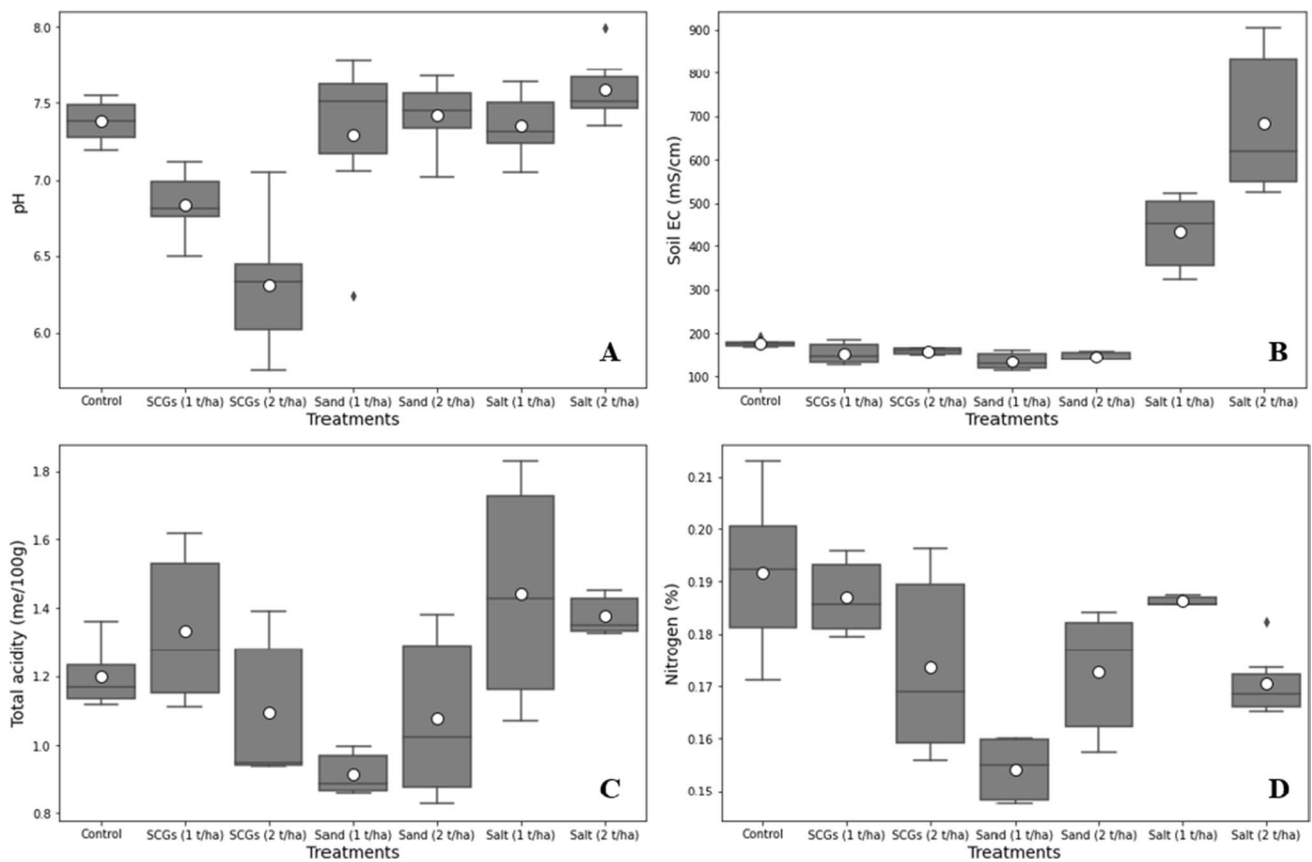 8.0
7.5
7.0
6.5
6.0
pH
A
Control SCGs (1 t/ha) SCGs (2 t/ha) Sand (1 t/ha) Sand (2 t/ha) Salt (1 t/ha) Salt (2 t/ha)
Treatments
900
800
700
600
500
400
300
200
100
Soil EC (mS/cm)
B
Control SCGs (1 t/ha) SCGs (2 t/ha) Sand (1 t/ha) Sand (2 t/ha) Salt (1 t/ha) Salt (2 t/ha)
Treatments
1.8
1.6
1.4
1.2
1.0
0.8
Total acidity (me/100g)
C
Control SCGs (1 t/ha) SCGs (2 t/ha) Sand (1 t/ha) Sand (2 t/ha) Salt (1 t/ha) Salt (2 t/ha)
Treatments
0.21
0.20
0.19
0.18
0.17
0.16
0.15
Nitrogen (%)
D
Control SCGs (1 t/ha) SCGs (2 t/ha) Sand (1 t/ha) Sand (2 t/ha) Salt (1 t/ha) Salt (2 t/ha)
Treatments